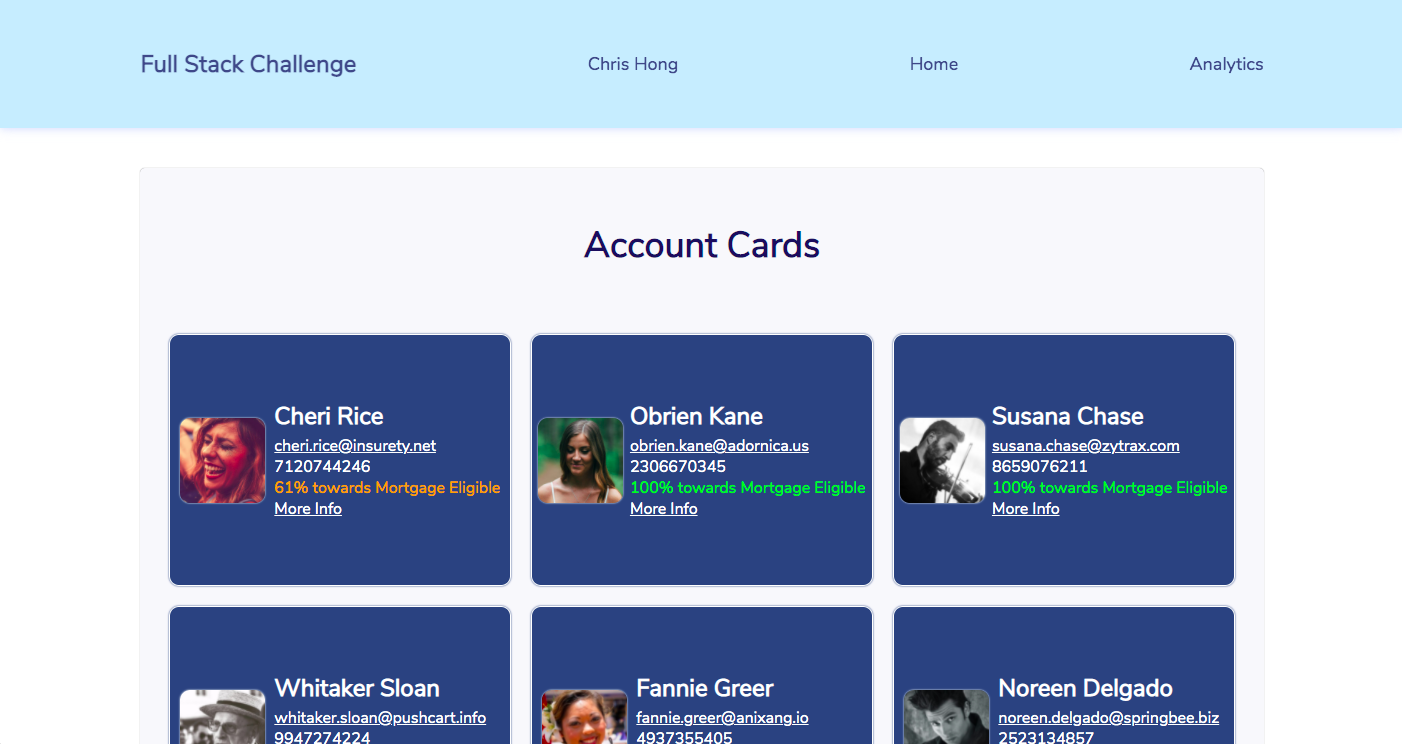 Full Stack Challenge
Chris Hong
Home
Analytics
Account Cards
Cheri Rice
cheri.rice@insurety.net
7120744246
61% towards Mortgage Eligible
More Info
Obrien Kane
obrien.kane@adornica.us
2306670345
100% towards Mortgage Eligible
More Info
Susana Chase
susana.chase@zytrax.com
8659076211
100% towards Mortgage Eligible
More Info
Whitaker Sloan
whitaker.sloan@pushcart.info
9947274224
Fannie Greer
fannie.greer@anixang.io
4937355405
Noreen Delgado
noreen.delgado@springbee.biz
2523134857